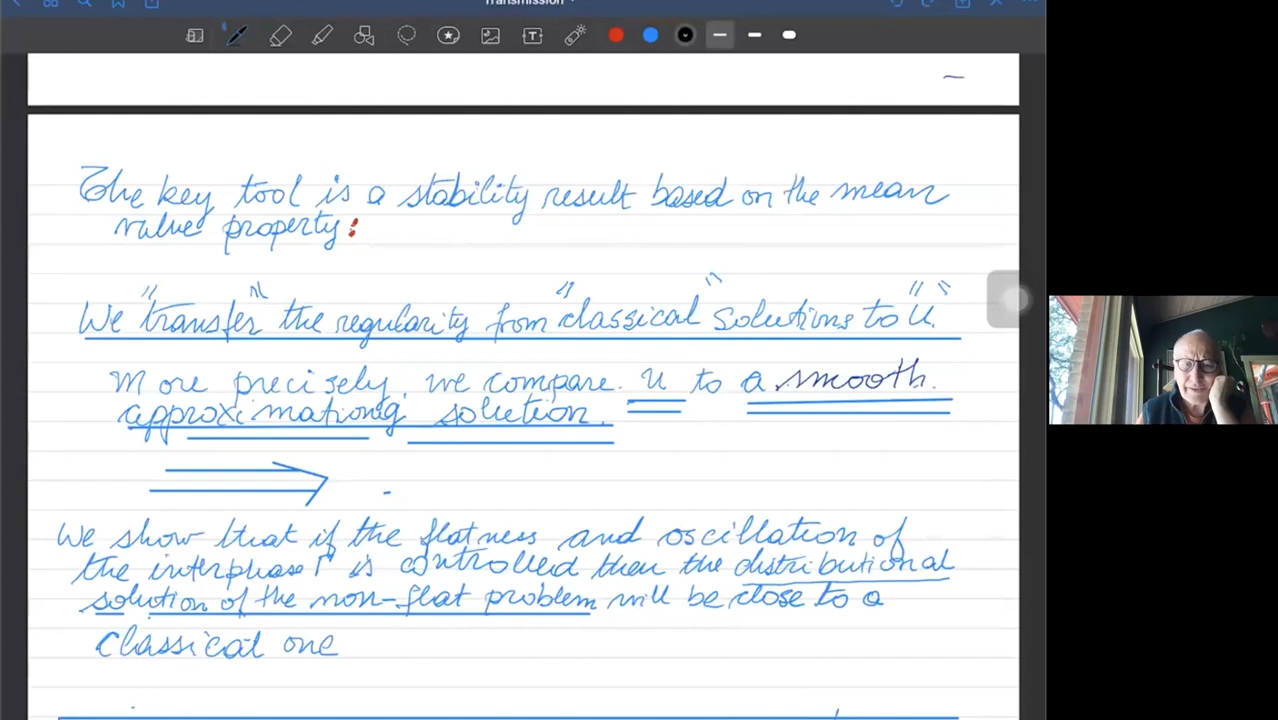 Transmission
T
The key tool is a stability result based on the mean
value property:
We "transfer" the regularity from "classical" solutions to "u".
More precisely, we compare u to a smooth
approximationg solution.
We show that if the flatness and oscillation of
the interphase Γ is controlled then the distributional
solution of the non-flat problem will be close to a
classical one